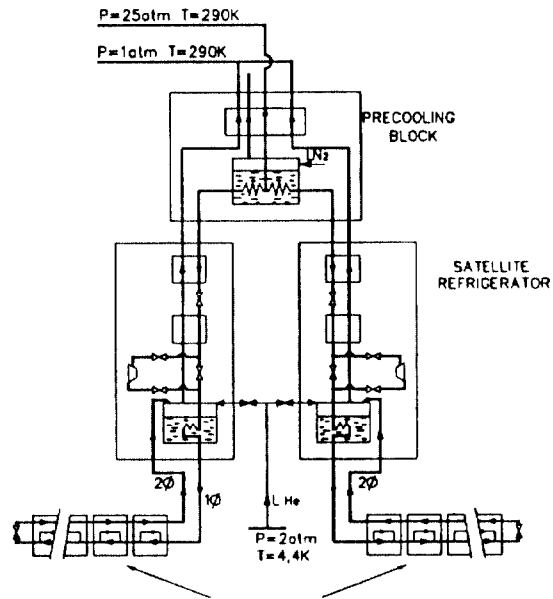 P=25atm T=290K
P=1atm T=290K
PRECOOLING
BLOCK
N₂
SATELLITE
REFRIGERATOR
2Ø
1Ø
L He
2Ø
P=2atm
T=4,4K